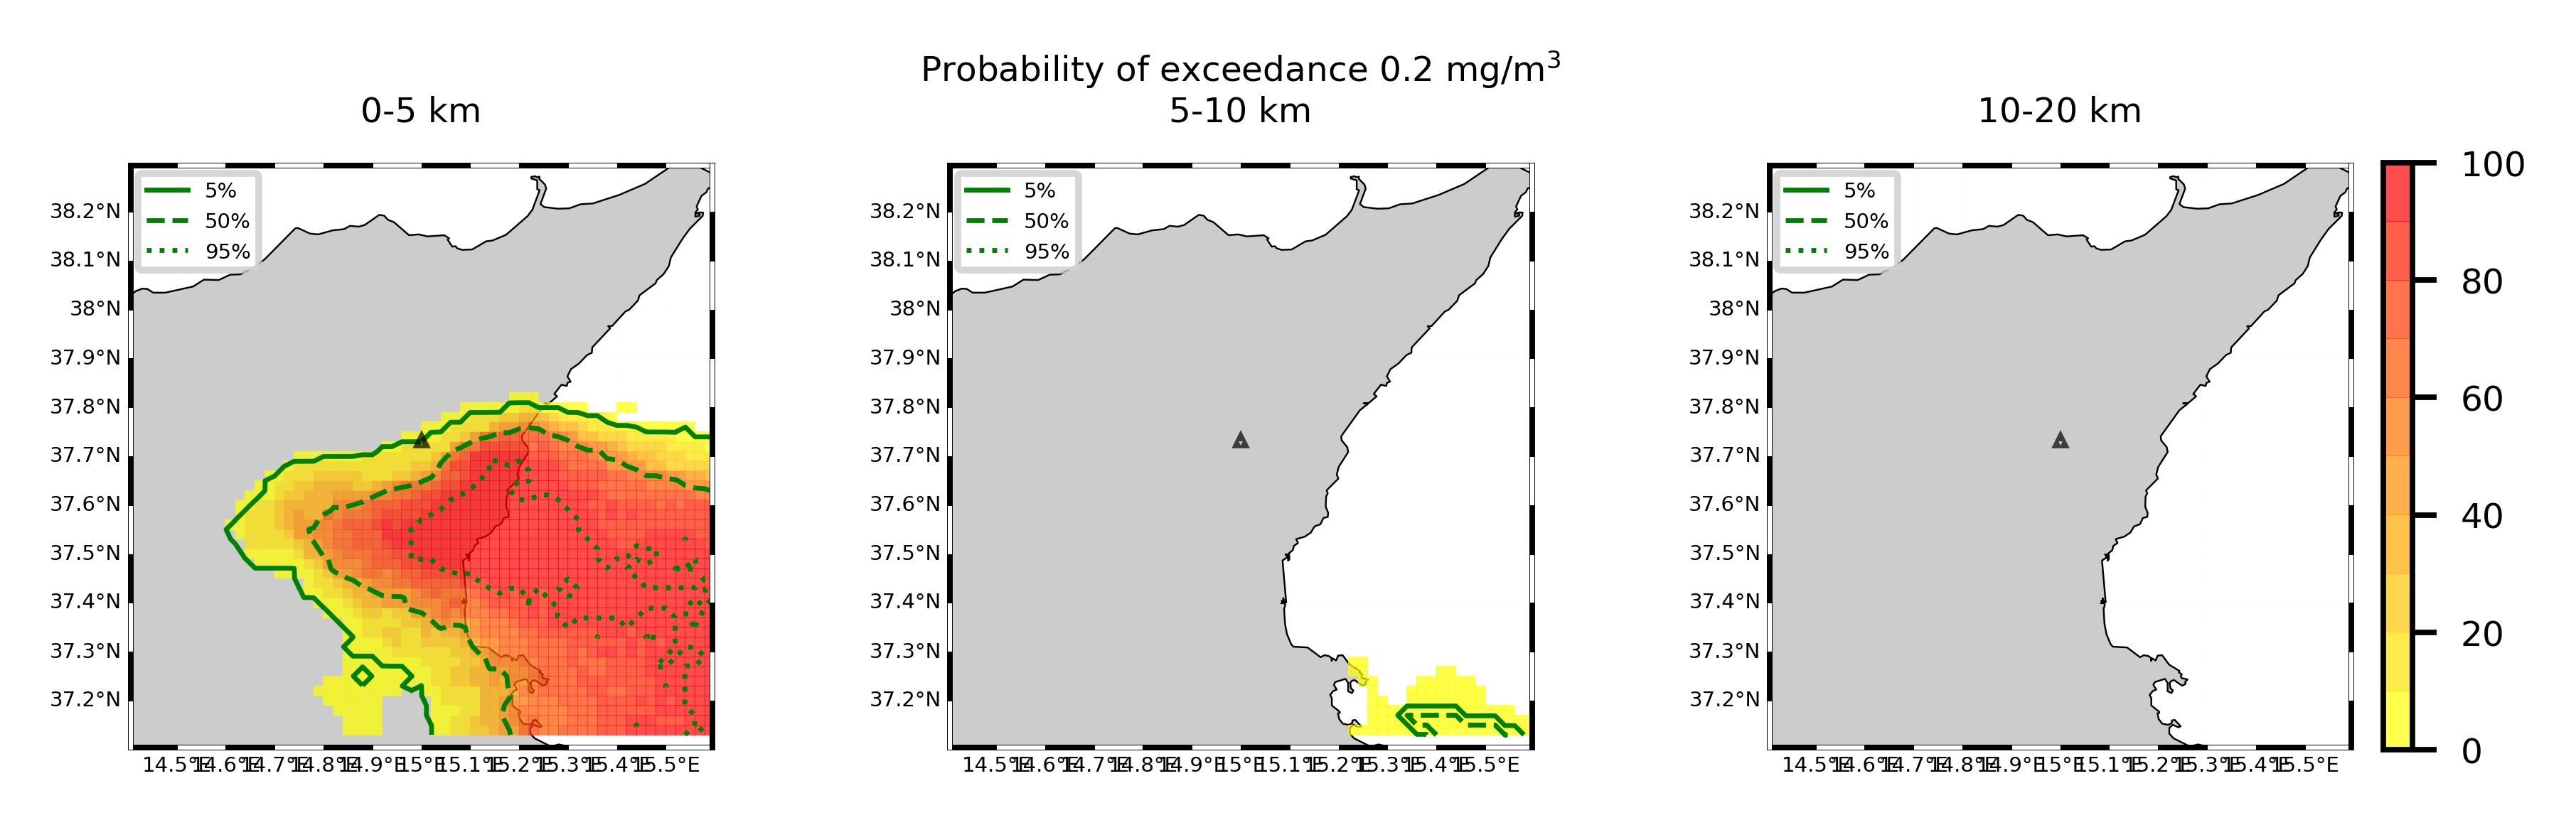 Probability of exceedance 0.2 mg/m³
0-5 km
5-10 km
10-20 km
5%
50%
95%
38.2°N
38.1°N
38°N
37.9°N
37.8°N
37.7°N
37.6°N
37.5°N
37.4°N
37.3°N
37.2°N
14.5°E 14.6°E 14.7°E 14.8°E 14.9°E 15°E 15.1°E 15.2°E 15.3°E 15.4°E 15.5°E
5%
50%
95%
38.2°N
38.1°N
38°N
37.9°N
37.8°N
37.7°N
37.6°N
37.5°N
37.4°N
37.3°N
37.2°N
14.5°E 14.6°E 14.7°E 14.8°E 14.9°E 15°E 15.1°E 15.2°E 15.3°E 15.4°E 15.5°E
5%
50%
95%
38.2°N
38.1°N
38°N
37.9°N
37.8°N
37.7°N
37.6°N
37.5°N
37.4°N
37.3°N
37.2°N
14.5°E 14.6°E 14.7°E 14.8°E 14.9°E 15°E 15.1°E 15.2°E 15.3°E 15.4°E 15.5°E
100
80
60
40
20
0